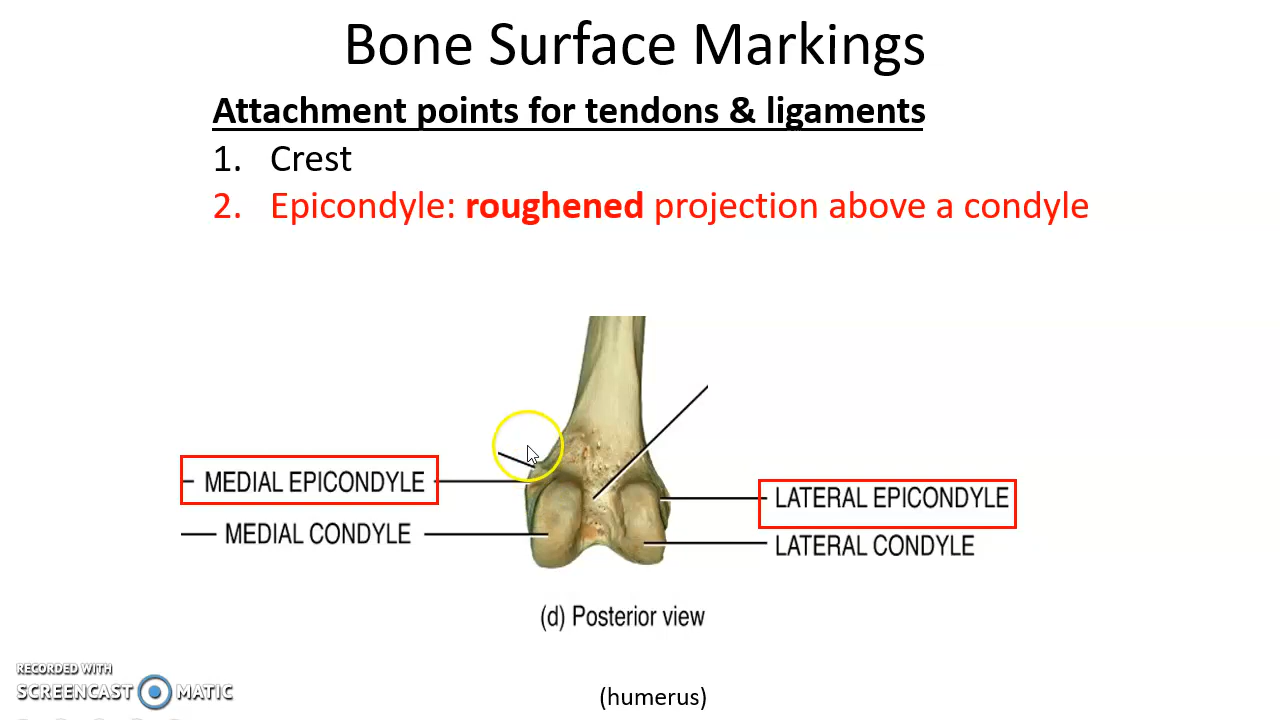 Bone Surface Markings
Attachment points for tendons & ligaments
1. Crest
2. Epicondyle: roughened projection above a condyle
MEDIAL EPICONDYLE
LATERAL EPICONDYLE
MEDIAL CONDYLE
LATERAL CONDYLE
(d) Posterior view
RECORDED WITH
SCREENCAST MATIC
(humerus)